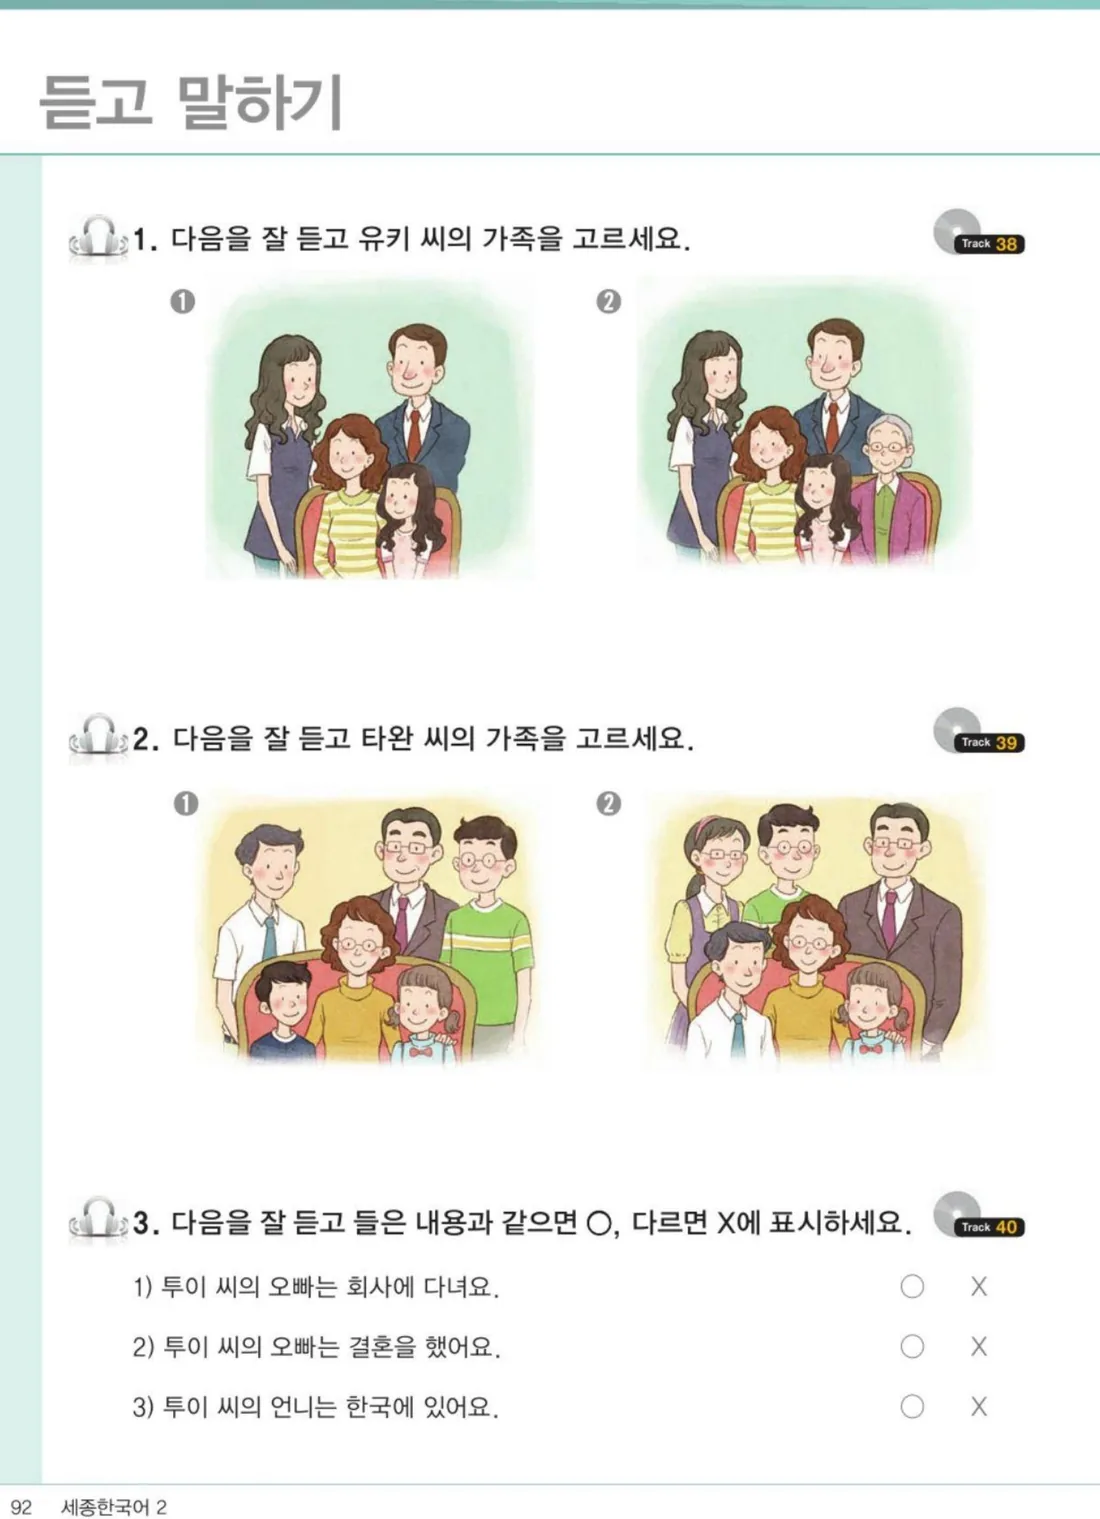 듣고 말하기
1. 다음을 잘 듣고 유키 씨의 가족을 고르세요.
Track 38
1
2
2. 다음을 잘 듣고 타완 씨의 가족을 고르세요.
Track 39
1
2
3. 다음을 잘 듣고 들은 내용과 같으면 ○, 다르면 X에 표시하세요.
Track 40
1) 투이 씨의 오빠는 회사에 다녀요. ○ X
2) 투이 씨의 오빠는 결혼을 했어요. ○ X
3) 투이 씨의 언니는 한국에 있어요. ○ X
92 세종한국어 2